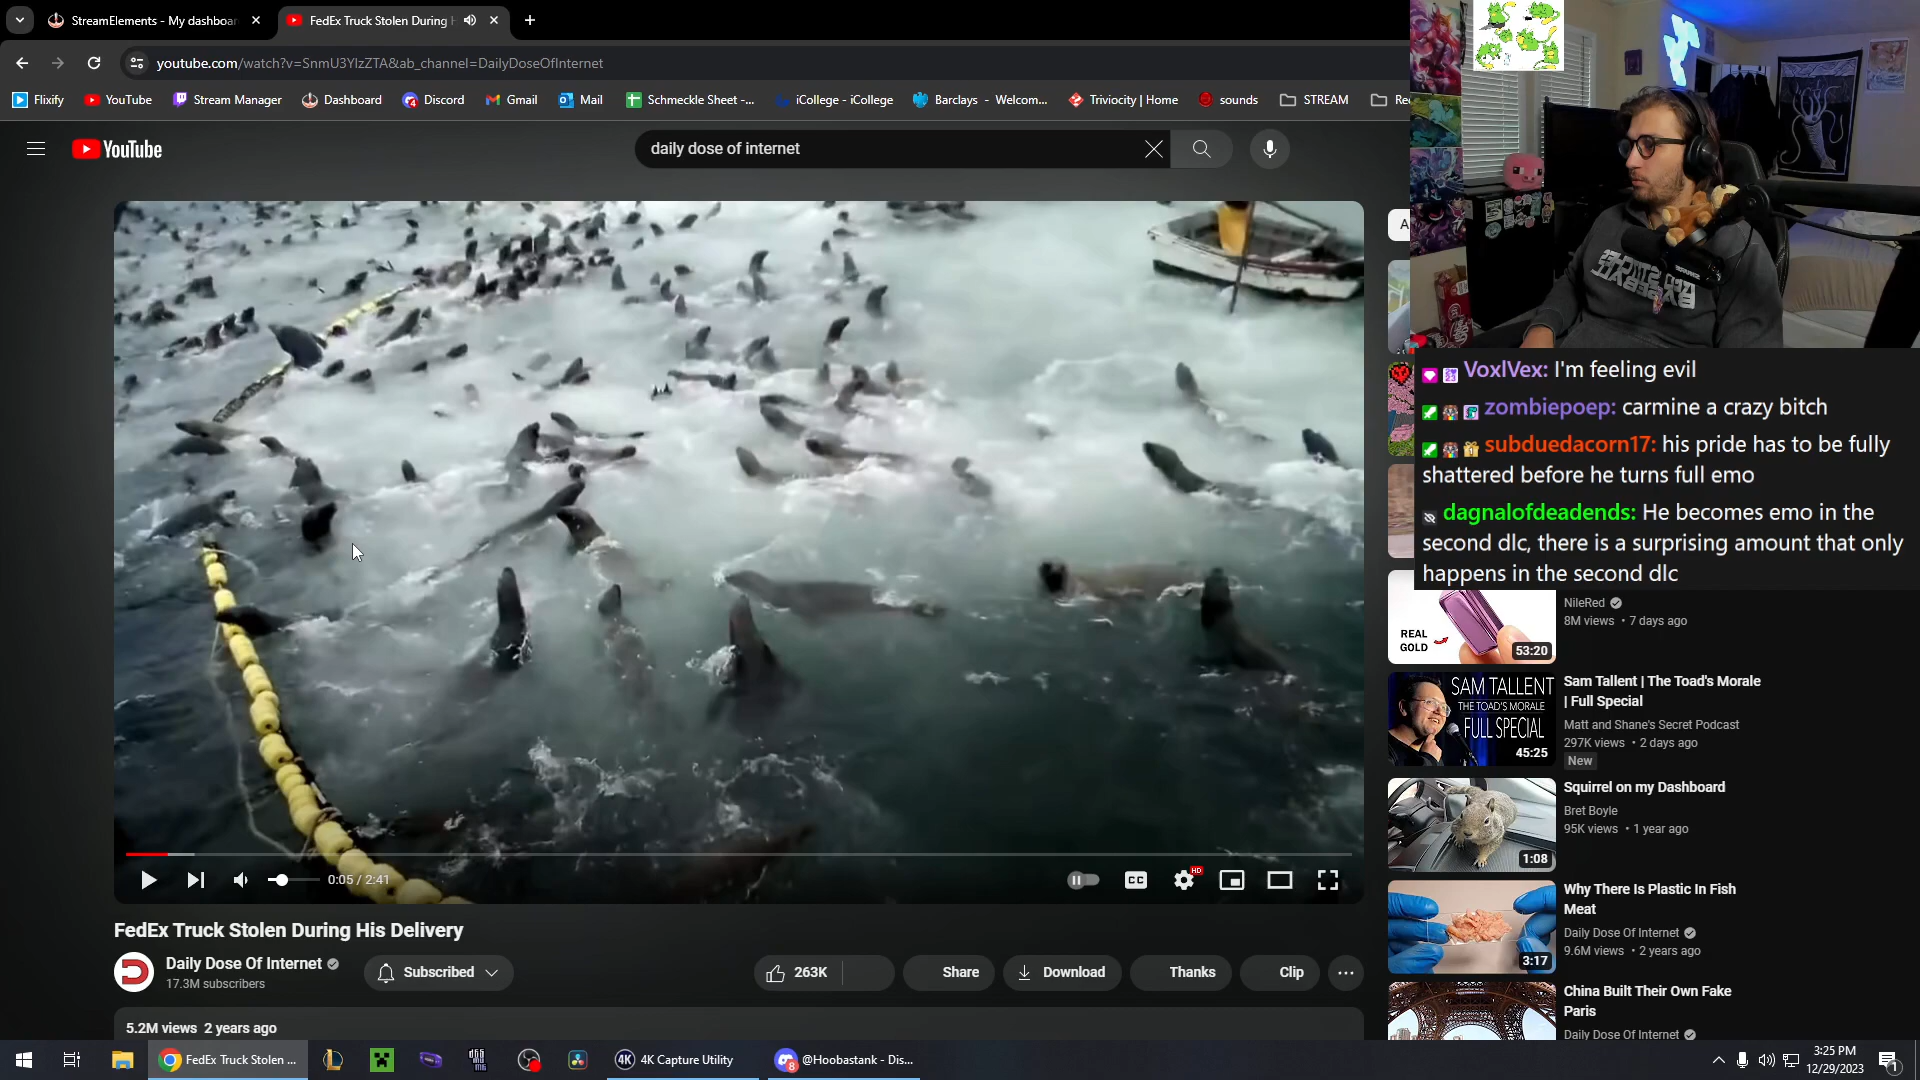 StreamElements - My dashboar
FedEx Truck Stolen During H
youtube.com/watch?v=SnmU3YlzZTA&ab_channel=DailyDoseOfInternet
Flixify
YouTube
Stream Manager
Dashboard
Discord
Gmail
Mail
Schmeckle Sheet -...
iCollege - iCollege
Barclays - Welcom...
Triviocity | Home
sounds
STREAM
Re
YouTube
daily dose of internet
A
VoxlVex: I'm feeling evil
zombiepoep: carmine a crazy bitch
subduedacorn17: his pride has to be fully
shattered before he turns full emo
dagnalofdeadends: He becomes emo in the
second dlc, there is a surprising amount that only
happens in the second dlc
REAL
GOLD
53:20
NileRed
8M views • 7 days ago
SAM TALLENT
THE TOAD'S MORALE
FULL SPECIAL
45:25
Sam Tallent | The Toad's Morale
| Full Special
Matt and Shane's Secret Podcast
297K views • 2 days ago
New
1:08
Squirrel on my Dashboard
Bret Boyle
95K views • 1 year ago
3:17
Why There Is Plastic In Fish
Meat
Daily Dose Of Internet
9.6M views • 2 years ago
China Built Their Own Fake
Paris
Daily Dose Of Internet
0:05 / 2:41
CC
HD
FedEx Truck Stolen During His Delivery
Daily Dose Of Internet
17.3M subscribers
Subscribed
263K
Share
Download
Thanks
Clip
5.2M views 2 years ago
FedEx Truck Stolen ...
4K
4K Capture Utility
8
@Hoobastank - Dis...
3:25 PM
12/29/2023
1